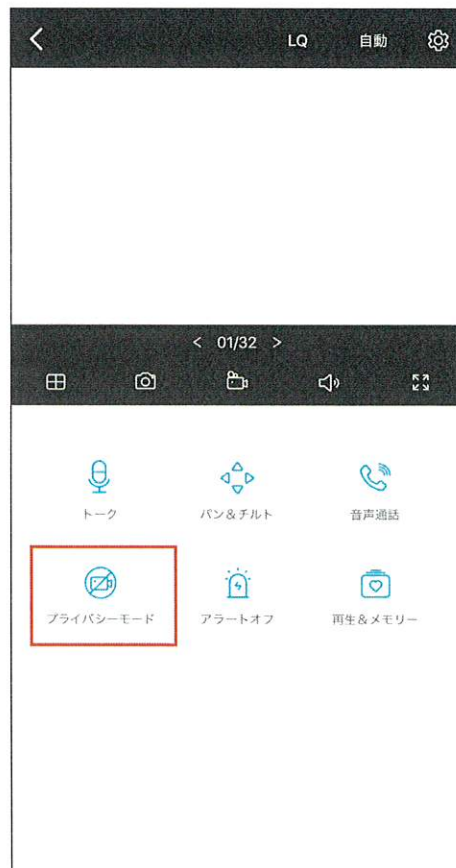 LQ 自動
< 01/32 >
トーク パン&チルト 音声通話
プライバシーモード アラートオフ 再生&メモリー